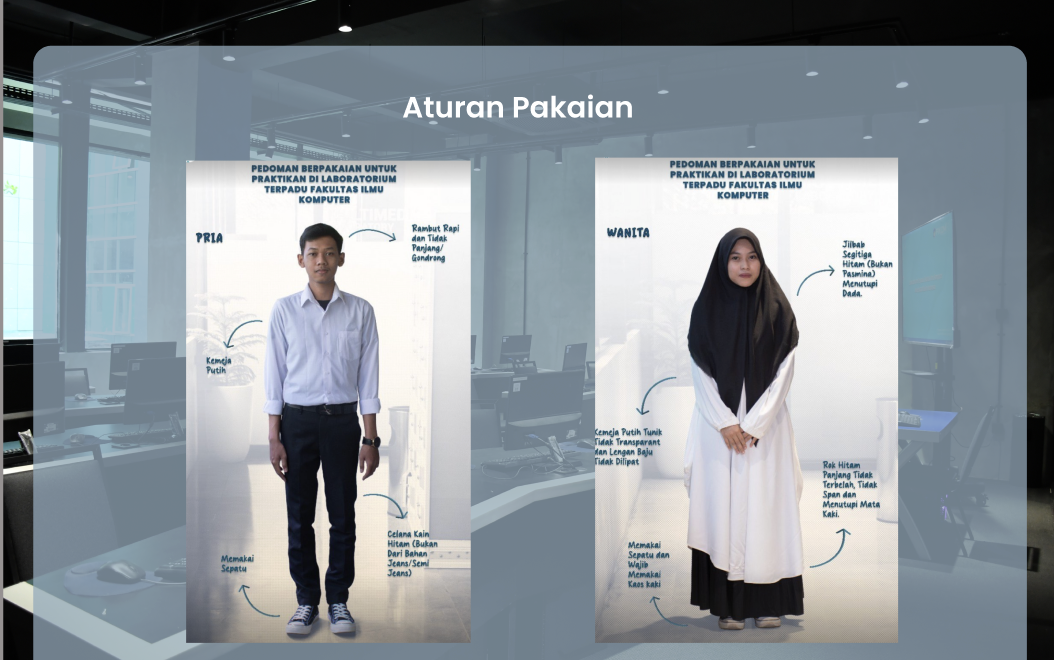 Aturan Pakaian
PEDOMAN BERPAKAIAN UNTUK
PRAKTIKAN DI LABORATORIUM
TERPADU FAKULTAS ILMU
KOMPUTER
PRIA
Rambut Rapi
dan Tidak
Panjang/
Gondrong
Kemeja
Putih
Celana Kain
Hitam (Bukan
Dari Bahan
Jeans/Semi
Jeans)
Memakai
Sepatu
PEDOMAN BERPAKAIAN UNTUK
PRAKTIKAN DI LABORATORIUM
TERPADU FAKULTAS ILMU
KOMPUTER
WANITA
Jilbab
Segitiga
Hitam (Bukan
Pasmina)
Menutupi
Dada.
Kemeja Putih Tunik
Tidak Transparant
dan Lengan Baju
Tidak Dilipat
Rok Hitam
Panjang Tidak
Terbelah, Tidak
Span dan
Menutupi Mata
Kaki.
Memakai
Sepatu dan
Wajib
Memakai
Kaos kaki